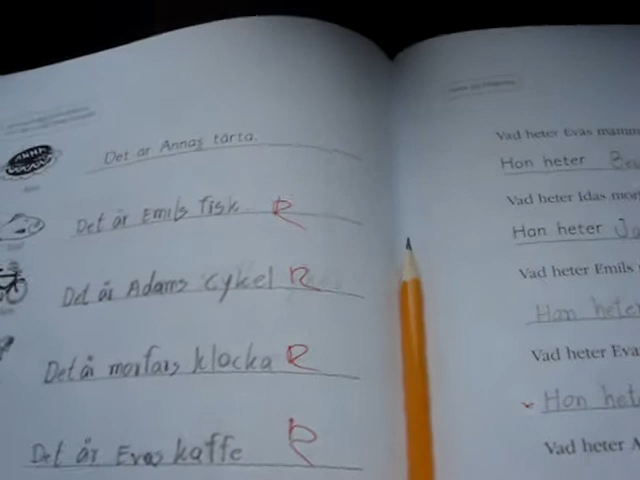 Det är Annas tårta.
Det är Emils fisk R
Det är Adams cykel R
Det är morfars klocka R
Det är Evas kaffe R
Vad heter Evas mamm
Hon heter
Vad heter Idas mor
Han heter
Vad heter Emils
Han heter
Vad heter Eva
Hon het
Vad heter A